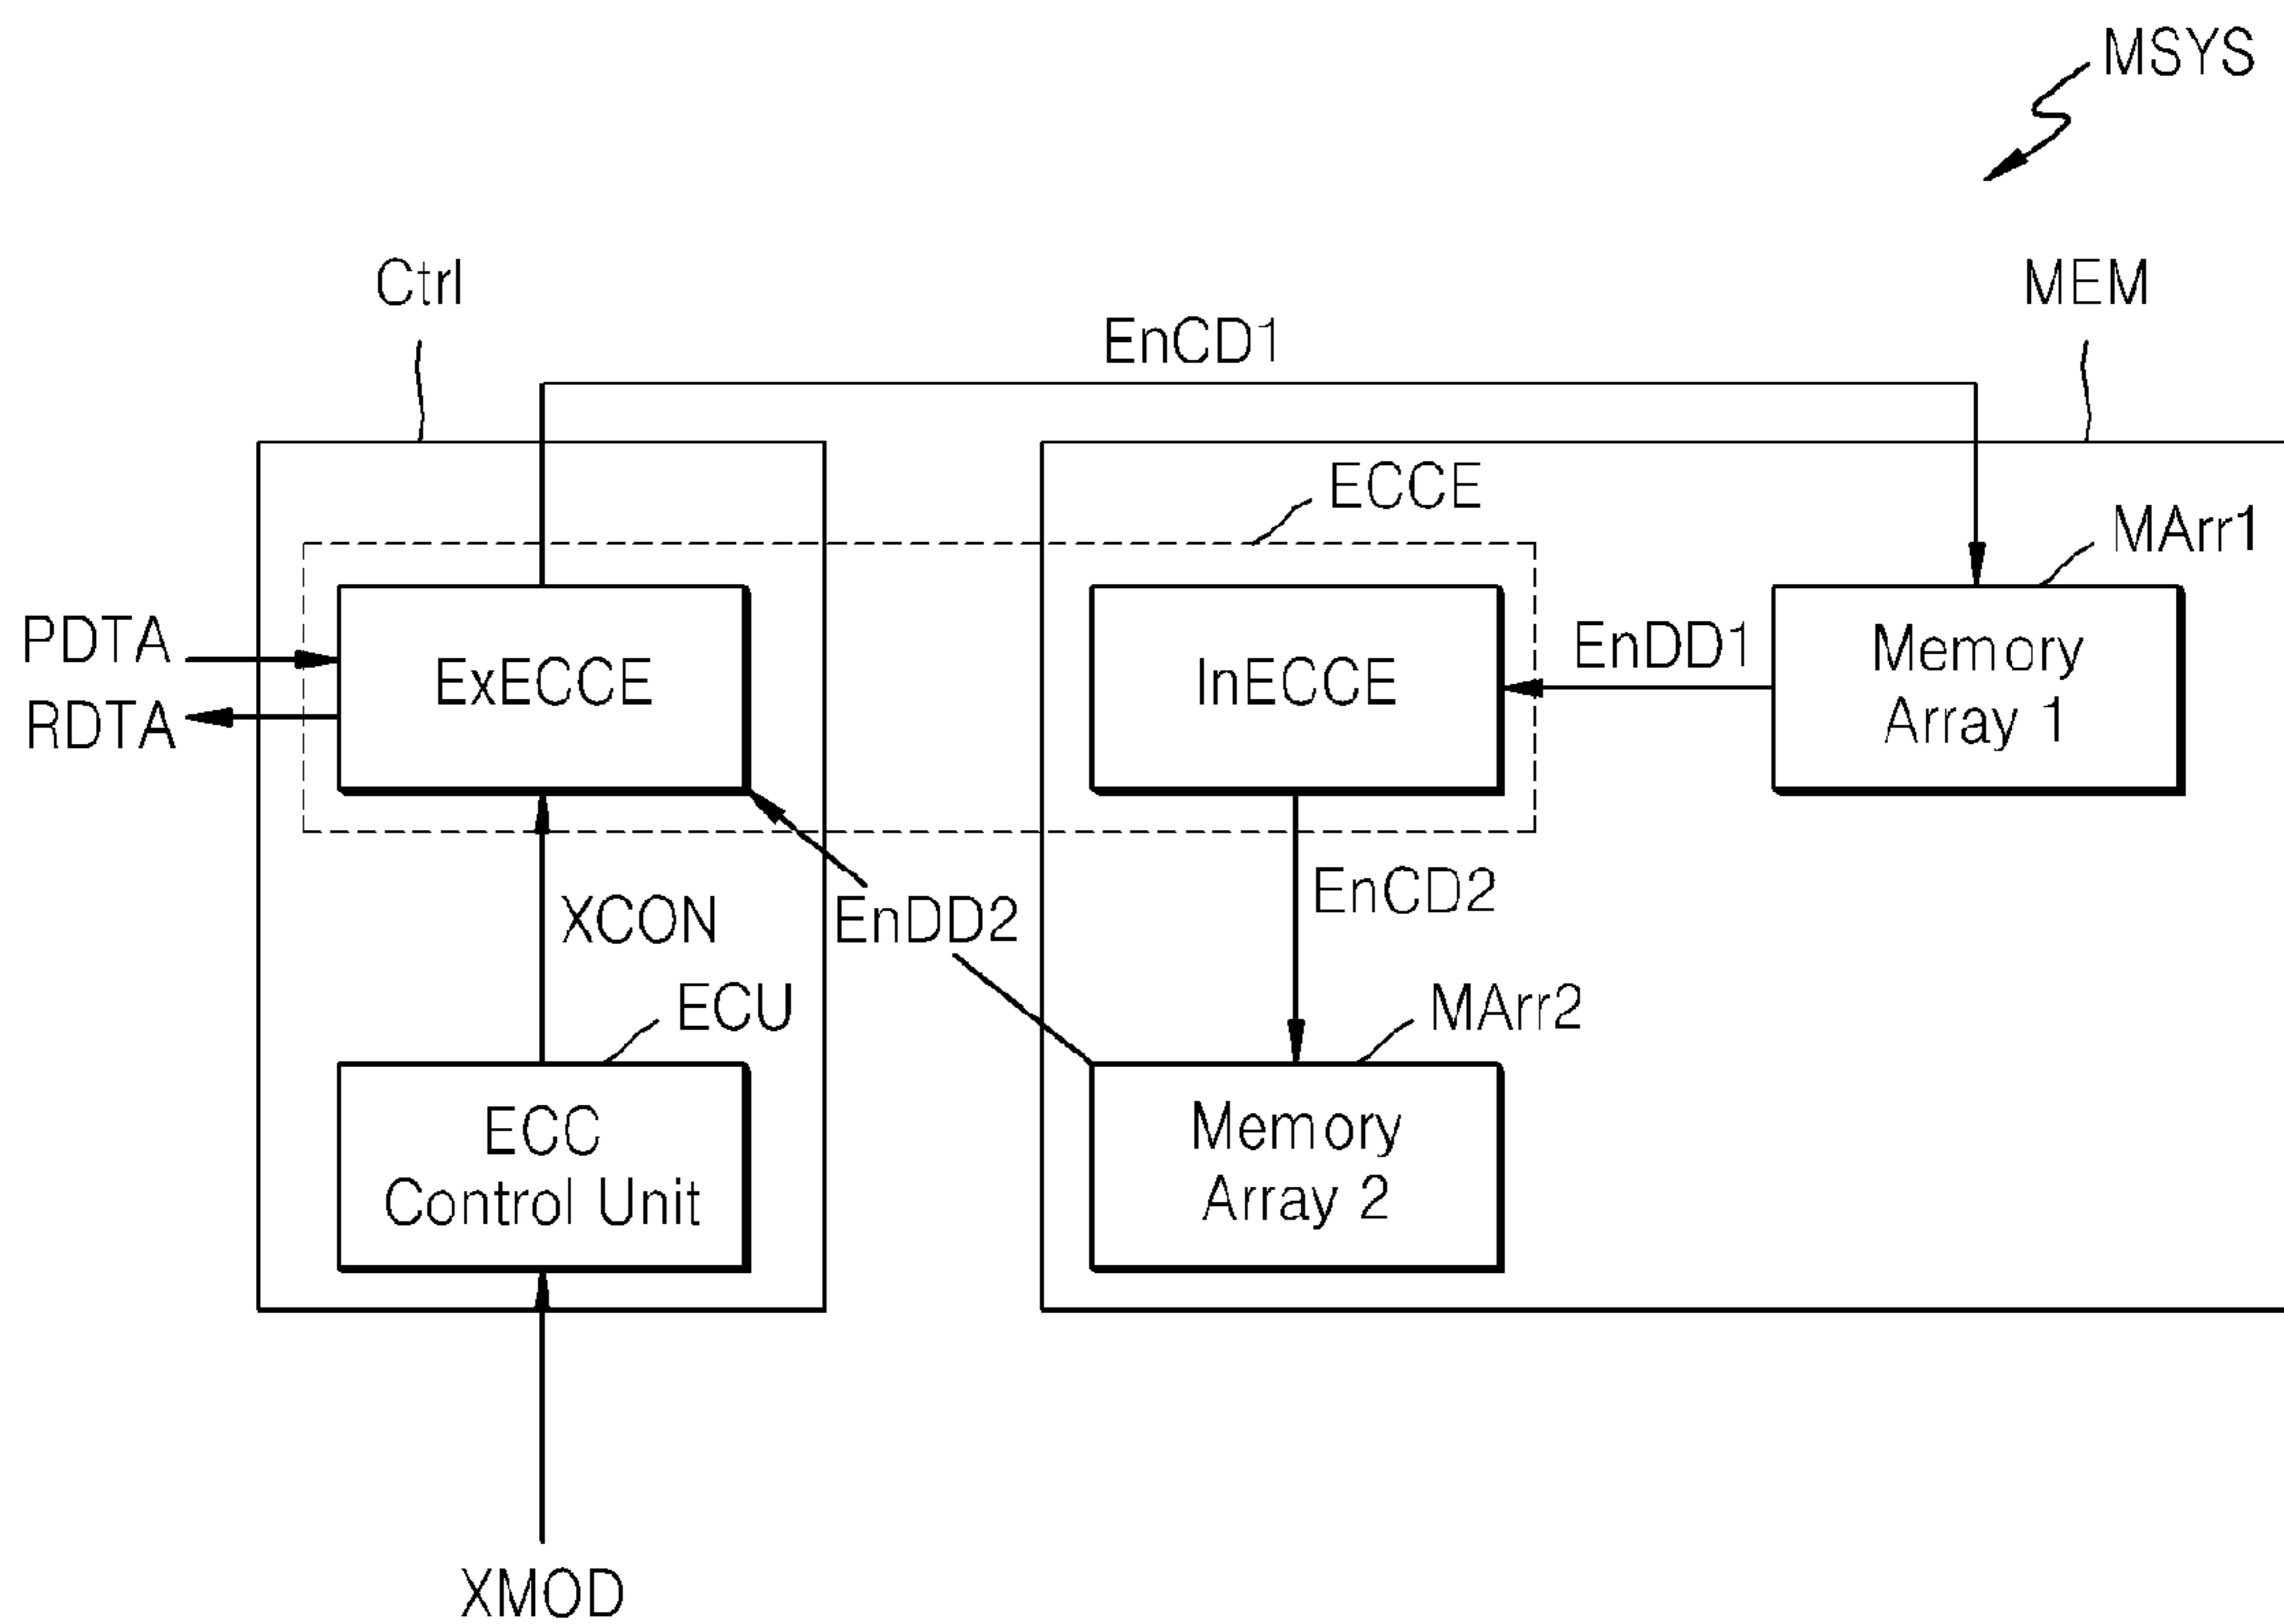 MSYS
Ctrl
MEM
EnCD1
ECCE
MArr1
PDTA
RDTA
ExECCE
InECCE
EnDD1
Memory
Array 1
XCON
EnDD2
EnCD2
ECU
MArr2
ECC
Control Unit
Memory
Array 2
XMOD